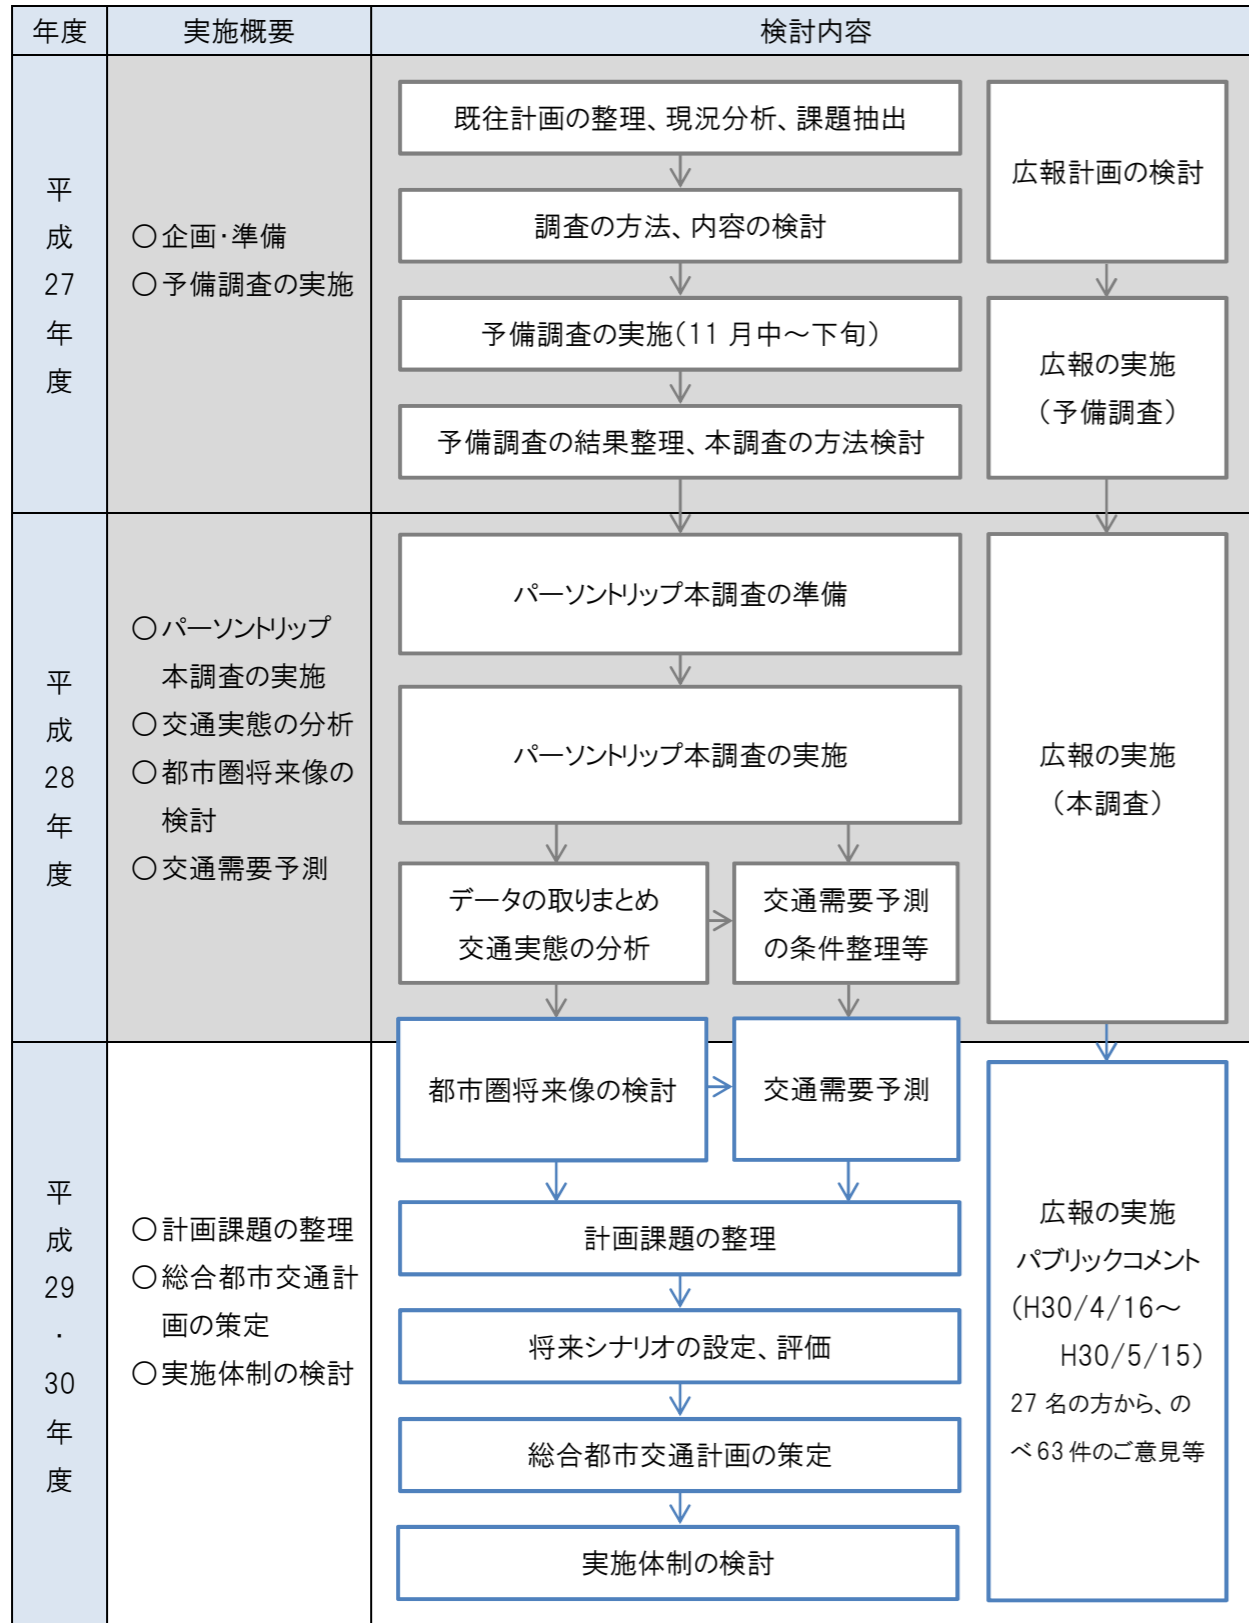 年度
実施概要
検討内容
平
成
27
年
度
〇企画・準備
〇予備調査の実施
既往計画の整理、現況分析、課題抽出
調査の方法、内容の検討
予備調査の実施(11月中～下旬)
予備調査の結果整理、本調査の方法検討
広報計画の検討
広報の実施
(予備調査)
平
成
28
年
度
〇パーソントリップ
本調査の実施
〇交通実態の分析
〇都市圏将来像の
検討
〇交通需要予測
パーソントリップ本調査の準備
パーソントリップ本調査の実施
データの取りまとめ
交通実態の分析
交通需要予測
の条件整理等
広報の実施
(本調査)
都市圏将来像の検討
交通需要予測
平
成
29
・
30
年
度
〇計画課題の整理
〇総合都市交通計
画の策定
〇実施体制の検討
計画課題の整理
将来シナリオの設定、評価
総合都市交通計画の策定
実施体制の検討
広報の実施
パブリックコメント
(H30/4/16～
H30/5/15)
27名の方から、の
べ63件のご意見等